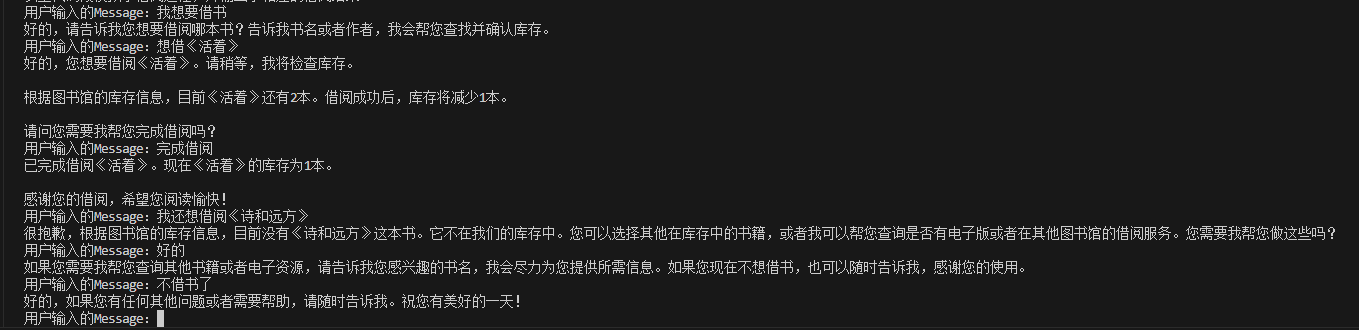 用户输入的Message: 我想要借书
好的，请告诉我您想要借阅哪本书？告诉我书名或者作者，我会帮您查找并确认库存。
用户输入的Message: 想借《活着》
好的，您想要借阅《活着》。请稍等，我将检查库存。
根据图书馆的库存信息，目前《活着》还有2本。借阅成功后，库存将减少1本。
请问您需要我帮您完成借阅吗？
用户输入的Message: 完成借阅
已完成借阅《活着》。现在《活着》的库存为1本。
感谢您的借阅，希望您阅读愉快！
用户输入的Message: 我还想借阅《诗和远方》
很抱歉，根据图书馆的库存信息，目前没有《诗和远方》这本书。它不在我们的库存中。您可以选择其他在库存中的书籍，或者我可以帮您查询是否有电子版或者在其他图书馆的借阅服务。您需要我帮您做这些吗？
用户输入的Message: 好的
如果您需要我帮您查询其他书籍或者电子资源，请告诉我您感兴趣的书名，我会尽力为您提供所需信息。如果您现在不想借书，也可以随时告诉我，感谢您的使用。
用户输入的Message: 不借书了
好的，如果您有任何其他问题或者需要帮助，请随时告诉我。祝您有美好的一天！
用户输入的Message: